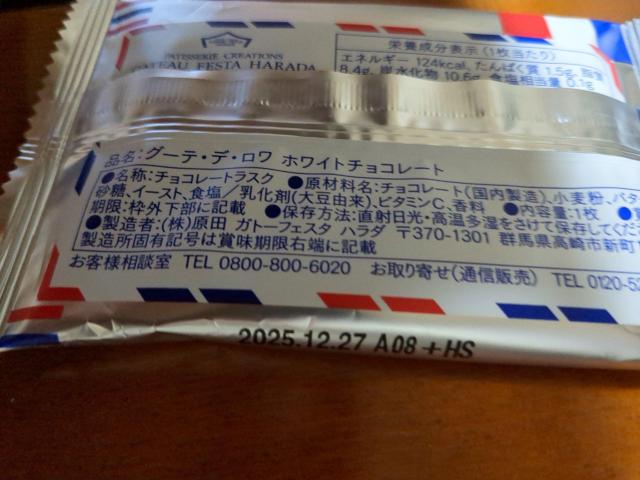 PATISSERIE CREATIONS
GATEAU FESTA HARADA
栄養成分表示(1枚当たり)
エネルギー 124kcal、たんぱく質 1.5g、脂質
8.4g、炭水化物 10.6g、食塩相当量 0.1g
品名:グーテ・デ・ロワ ホワイトチョコレート
●名称:チョコレートラスク ●原材料名:チョコレート(国内製造)、小麦粉、バタ
砂糖、イースト、食塩/乳化剤(大豆由来)、ビタミンC、香料 ●内容量:1枚 ●
期限:枠外下部に記載 ●保存方法:直射日光・高温多湿をさけて保存してくだ
●製造者:(株)原田 ガトーフェスタ ハラダ 〒370-1301 群馬県高崎市新町
製造所固有記号は賞味期限右端に記載
お客様相談室 TEL 0800-800-6020 お取り寄せ(通信販売) TEL 0120-52
2025.12.27 A08+HS